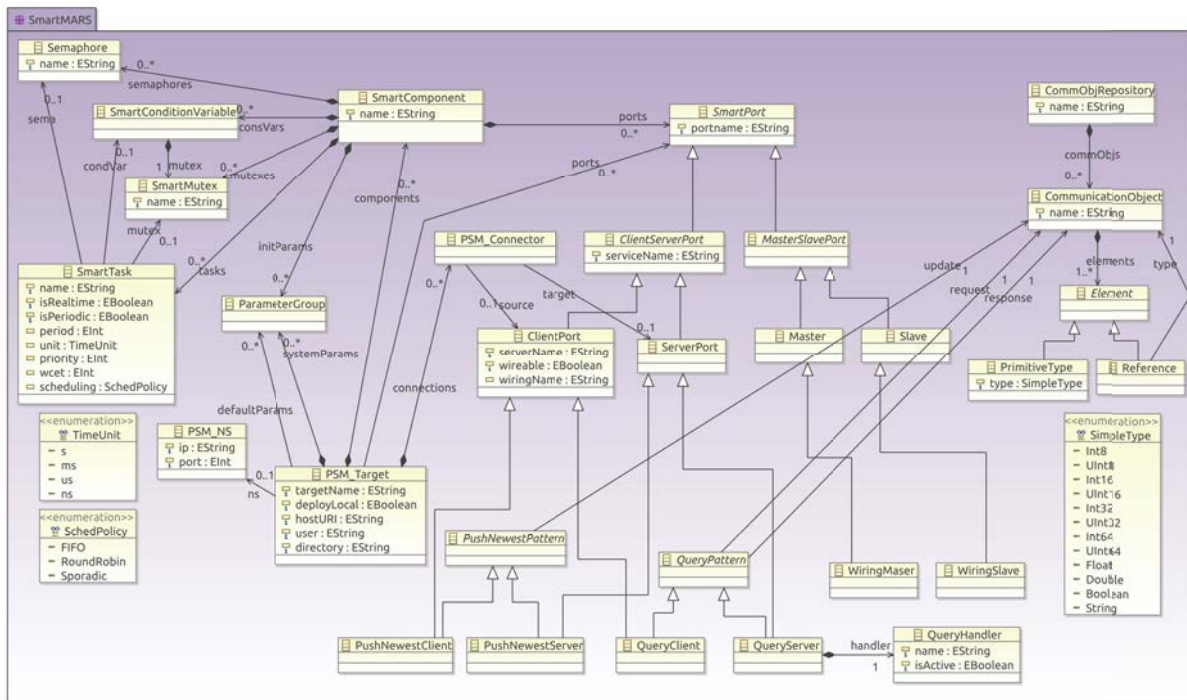 SmartMARS
Semaphore
name : EString
0..*
semaphores
0..1
sema
SmartConditionVariable
0..*
consVars
0..1
condVar
1
mutex
0..*
mutexes
SmartMutex
name : EString
mutex
0..1
SmartComponent
name : EString
ports
0..*
SmartPort
portname : EString
ports
0..*
CommObjRepository
name : EString
commObjs
0..*
CommunicationObject
name : EString
0..*
components
initParams
0..*
tasks
SmartTask
name : EString
isRealtime : EBoolean
isPeriodic : EBoolean
period : EInt
unit : TimeUnit
priority : EInt
wcet : EInt
scheduling : SchedPolicy
0..*
ParameterGroup
0..*
0..*
systemParams
defaultParams
PSM_Connector
0..*
connections
0..1
source
target
0..1
ClientServerPort
serviceName : EString
MasterSlavePort
update
1
request
1
response
1
elements
1..*
1
type
Element
ClientPort
serverName : EString
wireable : EBoolean
wiringName : EString
ServerPort
Master
Slave
PrimitiveType
type : SimpleType
Reference
<<enumeration>>
TimeUnit
s
ms
us
ns
<<enumeration>>
SchedPolicy
FIFO
RoundRobin
Sporadic
PSM_NS
ip : EString
port : EInt
0..1
ns
PSM_Target
targetName : EString
deployLocal : EBoolean
hostURI : EString
user : EString
directory : EString
<<enumeration>>
SimpleType
Int8
UInt8
Int16
UInt16
Int32
UInt32
Int64
UInt64
Float
Double
Boolean
String
PushNewestPattern
QueryPattern
WiringMaser
WiringSlave
PushNewestClient
PushNewestServer
QueryClient
QueryServer
handler
1
QueryHandler
name : EString
isActive : EBoolean